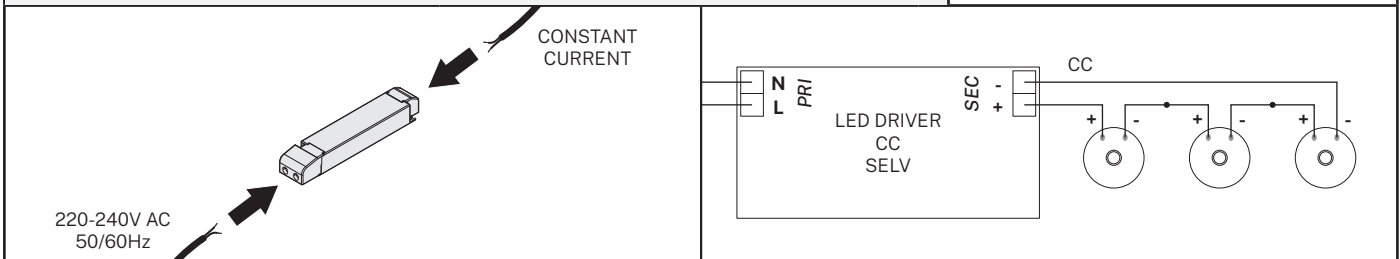 CONSTANT
CURRENT
220-240V AC
50/60Hz
N
L
PRI
LED DRIVER
CC
SELV
SEC
-
+
CC
+ - + - + -